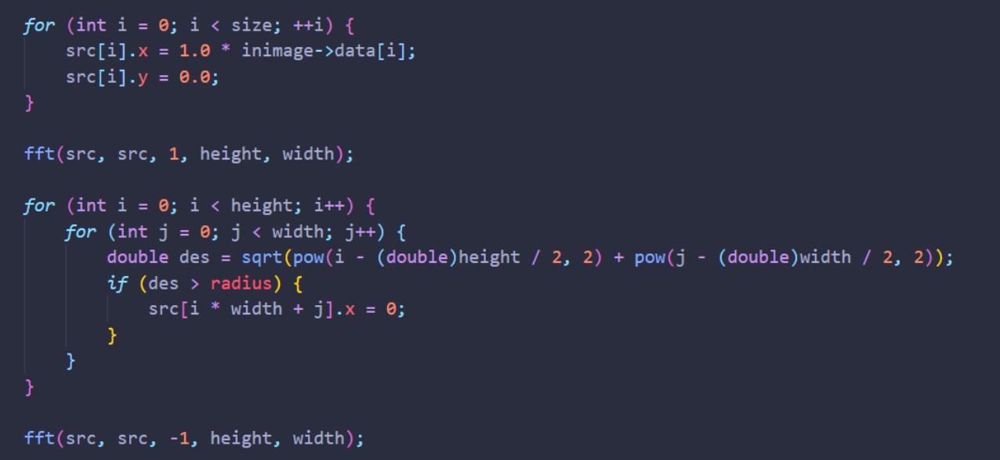 for (int i = 0; i < size; ++i) {
    src[i].x = 1.0 * inimage->data[i];
    src[i].y = 0.0;
}

fft(src, src, 1, height, width);

for (int i = 0; i < height; i++) {
    for (int j = 0; j < width; j++) {
        double des = sqrt(pow(i - (double)height / 2, 2) + pow(j - (double)width / 2, 2));
        if (des > radius) {
            src[i * width + j].x = 0;
        }
    }
}

fft(src, src, -1, height, width);